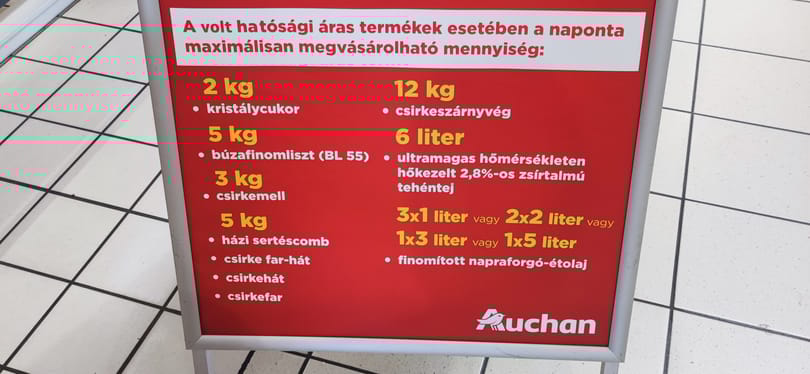 A volt hatósági áras termékek esetében a naponta
maximálisan megvásárolható mennyiség:
2 kg
• kristálycukor
5 kg
• búzafinomliszt (BL 55)
3 kg
• csirkemell
5 kg
• házi sertéscomb
• csirke far-hát
• csirkehát
• csirkefar
12 kg
• csirkeszárnyvég
6 liter
• ultramagas hőmérsékleten
hőkezelt 2,8%-os zsírtalmú
tehéntej
3x1 liter vagy 2x2 liter vagy
1x3 liter vagy 1x5 liter
• finomított napraforgó-étolaj
Auchan